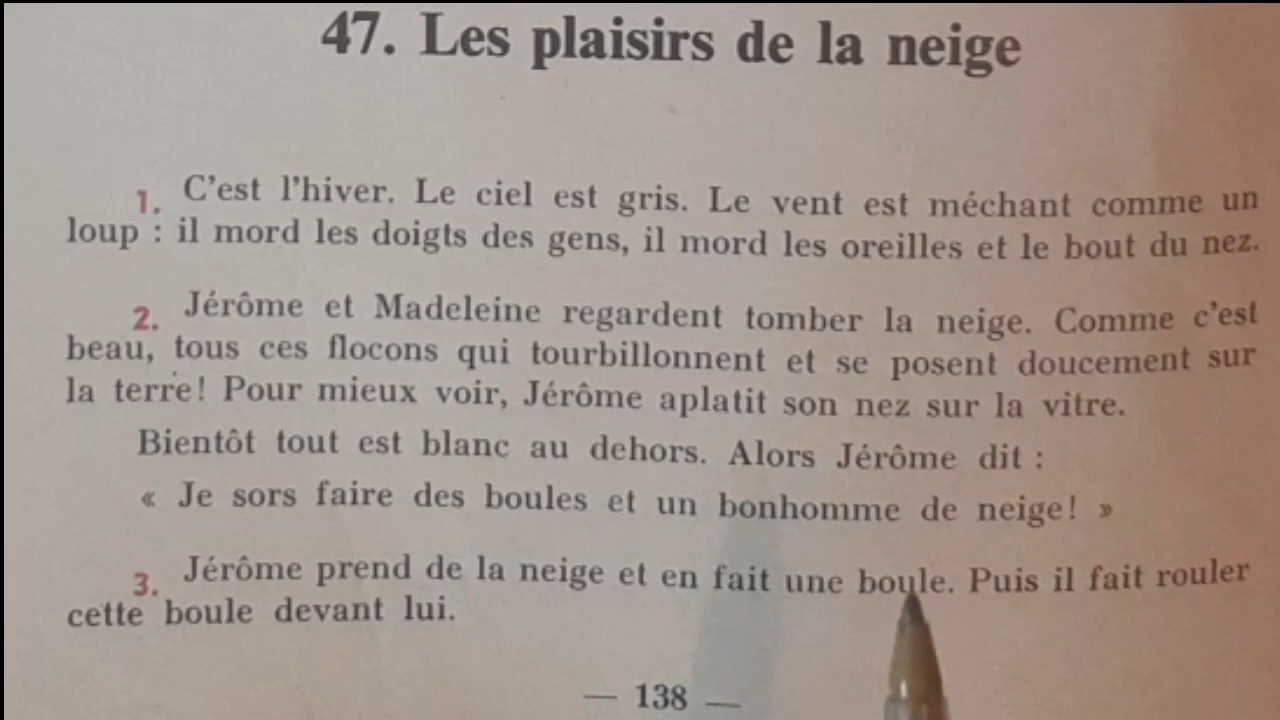 47. Les plaisirs de la neige
1. C'est l'hiver. Le ciel est gris. Le vent est méchant comme un
loup : il mord les doigts des gens, il mord les oreilles et le bout du nez.
2. Jérôme et Madeleine regardent tomber la neige. Comme c'est
beau, tous ces flocons qui tourbillonnent et se posent doucement sur
la terre! Pour mieux voir, Jérôme aplatit son nez sur la vitre.
Bientôt tout est blanc au dehors. Alors Jérôme dit :
« Je sors faire des boules et un bonhomme de neige! »
3. Jérôme prend de la neige et en fait une boule. Puis il fait rouler
cette boule devant lui.
— 138 —